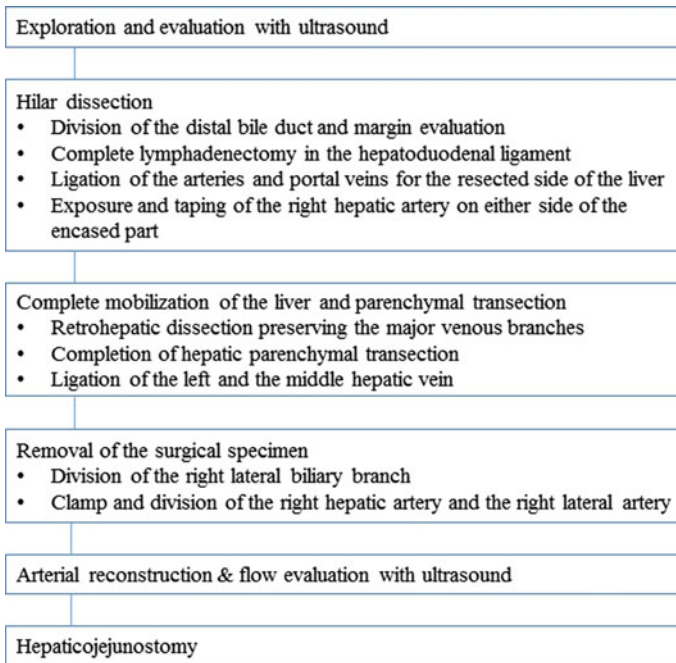 Exploration and evaluation with ultrasound
Hilar dissection
• Division of the distal bile duct and margin evaluation
• Complete lymphadenectomy in the hepatoduodenal ligament
• Ligation of the arteries and portal veins for the resected side of the liver
• Exposure and taping of the right hepatic artery on either side of the
encased part
Complete mobilization of the liver and parenchymal transection
• Retrohepatic dissection preserving the major venous branches
• Completion of hepatic parenchymal transection
• Ligation of the left and the middle hepatic vein
Removal of the surgical specimen
• Division of the right lateral biliary branch
• Clamp and division of the right hepatic artery and the right lateral artery
Arterial reconstruction & flow evaluation with ultrasound
Hepaticojejunostomy